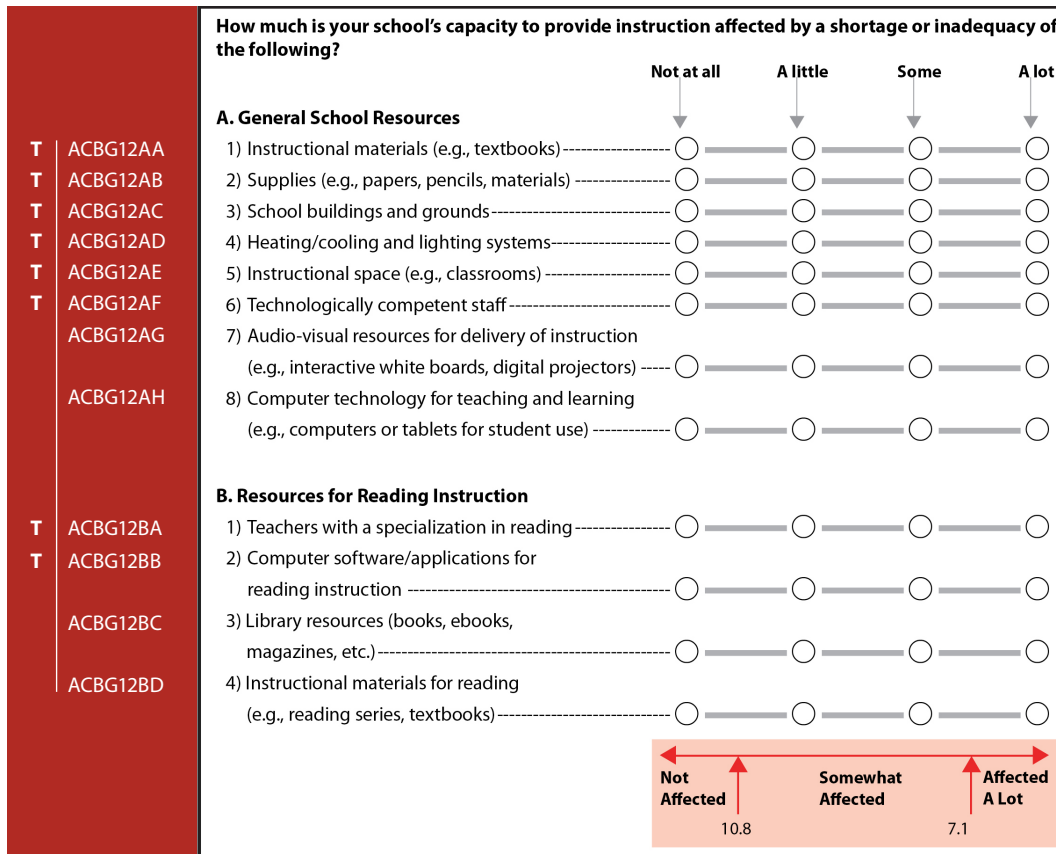 How much is your school's capacity to provide instruction affected by a shortage or inadequacy of
the following?
Not at all A little Some A lot
A. General School Resources
T ACBG12AA 1) Instructional materials (e.g., textbooks)
T ACBG12AB 2) Supplies (e.g., papers, pencils, materials)
T ACBG12AC 3) School buildings and grounds
T ACBG12AD 4) Heating/cooling and lighting systems
T ACBG12AE 5) Instructional space (e.g., classrooms)
T ACBG12AF 6) Technologically competent staff
ACBG12AG 7) Audio-visual resources for delivery of instruction
(e.g., interactive white boards, digital projectors)
ACBG12AH 8) Computer technology for teaching and learning
(e.g., computers or tablets for student use)
B. Resources for Reading Instruction
T ACBG12BA 1) Teachers with a specialization in reading
T ACBG12BB 2) Computer software/applications for
reading instruction
ACBG12BC 3) Library resources (books, ebooks,
magazines, etc.)
ACBG12BD 4) Instructional materials for reading
(e.g., reading series, textbooks)
Not Somewhat Affected
Affected Affected A Lot
10.8 7.1